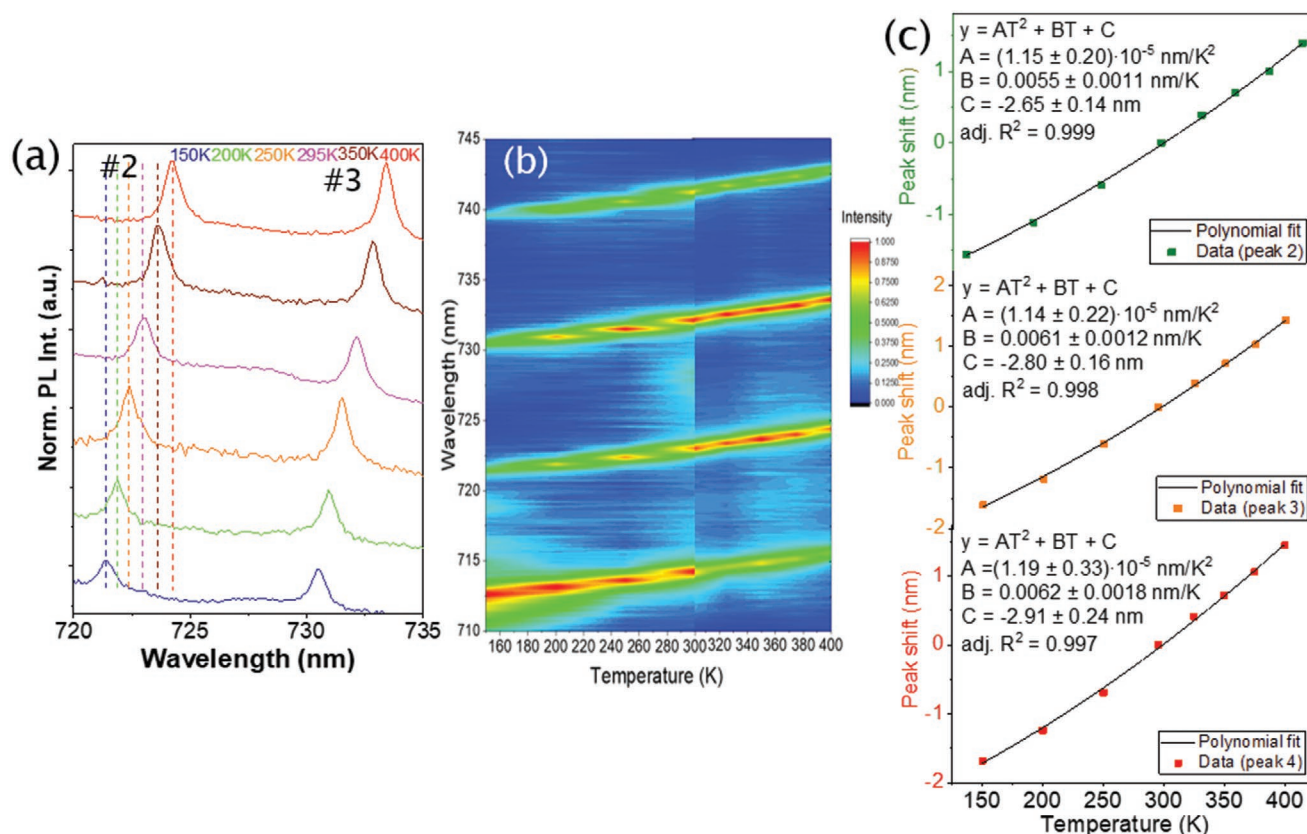 (a)
#2
150K 200K 250K 295K 350K 400K
#3
Norm. PL Int. (a.u.)
720 725 730 735
Wavelength (nm)
(b)
745
740
735
730
725
720
715
710
Wavelength (nm)
160 180 200 220 240 260 280 300 320 340 360 380 400
Temperature (K)
Intensity
1.000
0.8750
0.7500
0.6250
0.5000
0.3750
0.2500
0.1250
0.000
(c)
y = AT² + BT + C
A = (1.15 ± 0.20)·10⁻⁵ nm/K²
B = 0.0055 ± 0.0011 nm/K
C = -2.65 ± 0.14 nm
adj. R² = 0.999
1
0
-1
Peak shift (nm)
Polynomial fit
Data (peak 2)
y = AT² + BT + C
A = (1.14 ± 0.22)·10⁻⁵ nm/K²
B = 0.0061 ± 0.0012 nm/K
C = -2.80 ± 0.16 nm
adj. R² = 0.998
2
1
0
-1
-2
Peak shift (nm)
Polynomial fit
Data (peak 3)
y = AT² + BT + C
A =(1.19 ± 0.33)·10⁻⁵ nm/K²
B = 0.0062 ± 0.0018 nm/K
C = -2.91 ± 0.24 nm
adj. R² = 0.997
1
0
-1
-2
Peak shift (nm)
Polynomial fit
Data (peak 4)
150 200 250 300 350 400
Temperature (K)